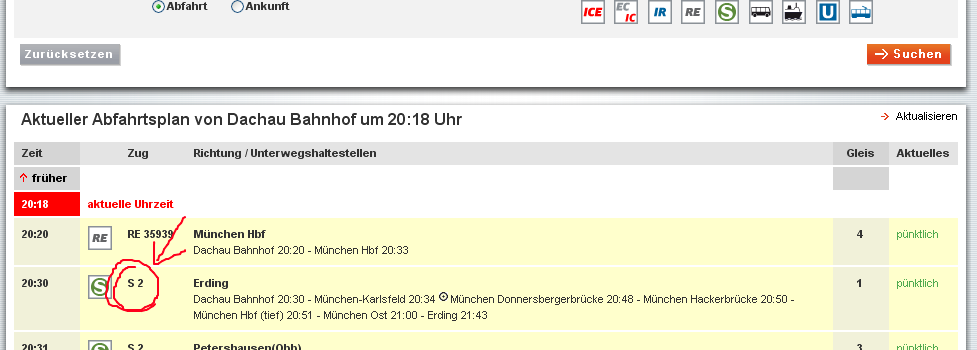 Abfahrt Ankunft ICE EC IC IR RE S U
Zurücksetzen Suchen
Aktueller Abfahrtsplan von Dachau Bahnhof um 20:18 Uhr Aktualisieren
Zeit Zug Richtung / Unterwegshaltestellen Gleis Aktuelles
früher
20:18 aktuelle Uhrzeit
20:20 RE RE 35939 München Hbf 4 pünktlich
Dachau Bahnhof 20:20 - München Hbf 20:33
20:30 S S 2 Erding 1 pünktlich
Dachau Bahnhof 20:30 - München-Karlsfeld 20:34 München Donnersbergerbrücke 20:48 - München Hackerbrücke 20:50 -
München Hbf (tief) 20:51 - München Ost 21:00 - Erding 21:43
20:31 S 2 Petershausen(Obb) 3 pünktlich